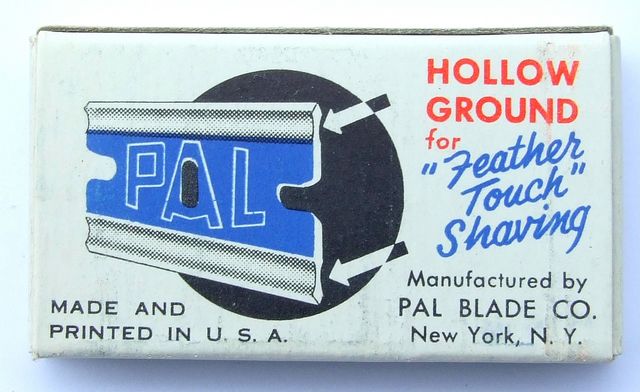 PAL
HOLLOW
GROUND
for
"Feather
Touch"
Shaving
Manufactured by
PAL BLADE CO.
New York, N. Y.
MADE AND
PRINTED IN U. S. A.